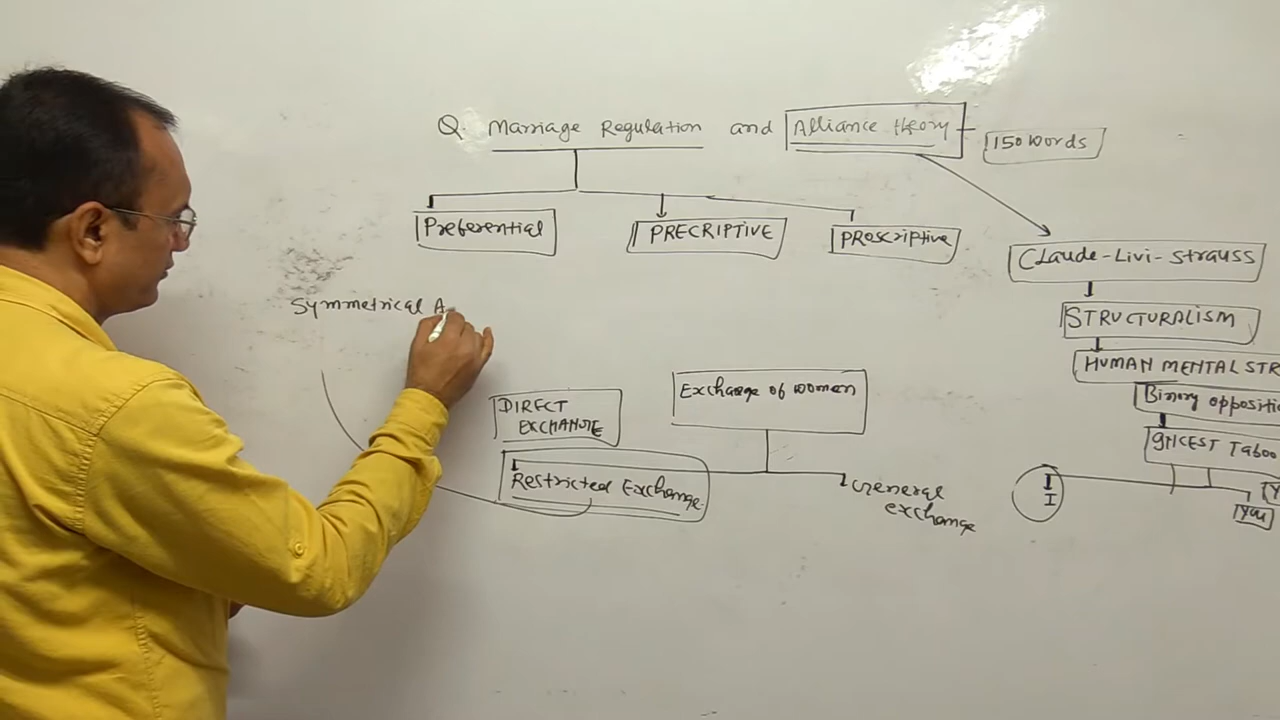 Q. Marriage Regulation and Alliance theory
150 words
Preferential
PRECRIPTIVE
PROSCRIPTIVE
Claude-Livi-Strauss
STRUCTURALISM
HUMAN MENTAL STR
Binary oppositi
INCEST Taboo
I
I
You
Symmetrical A
Exchange of women
DIRECT
EXCHANGE
Restricted Exchange.
General
exchange